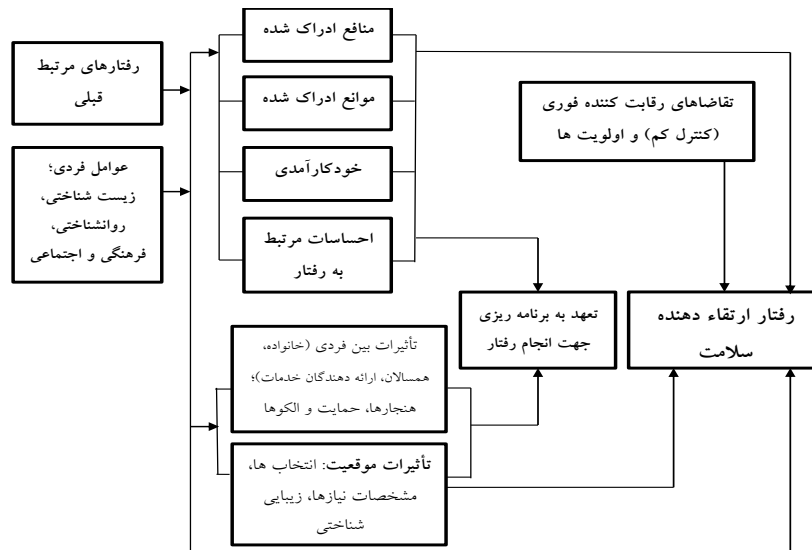 رفتارهای مرتبط
قبلی
عوامل فردی؛
زیست شناختی،
روانشناختی،
فرهنگی و اجتماعی
منافع ادراک شده
موانع ادراک شده
خودکارآمدی
احساسات مرتبط
به رفتار
تأثیرات بین فردی (خانواده،
همسالان، ارائه دهندگان خدمات)؛
هنجارها، حمایت و الکوها
تأثیرات موقعیت: انتخاب ها،
مشخصات نیازها، زیبایی
شناختی
تقاضاهای رقابت کننده فوری
(کنترل کم) و اولویت ها
تعهد به برنامه ریزی
جهت انجام رفتار
رفتار ارتقاء دهنده
سلامت